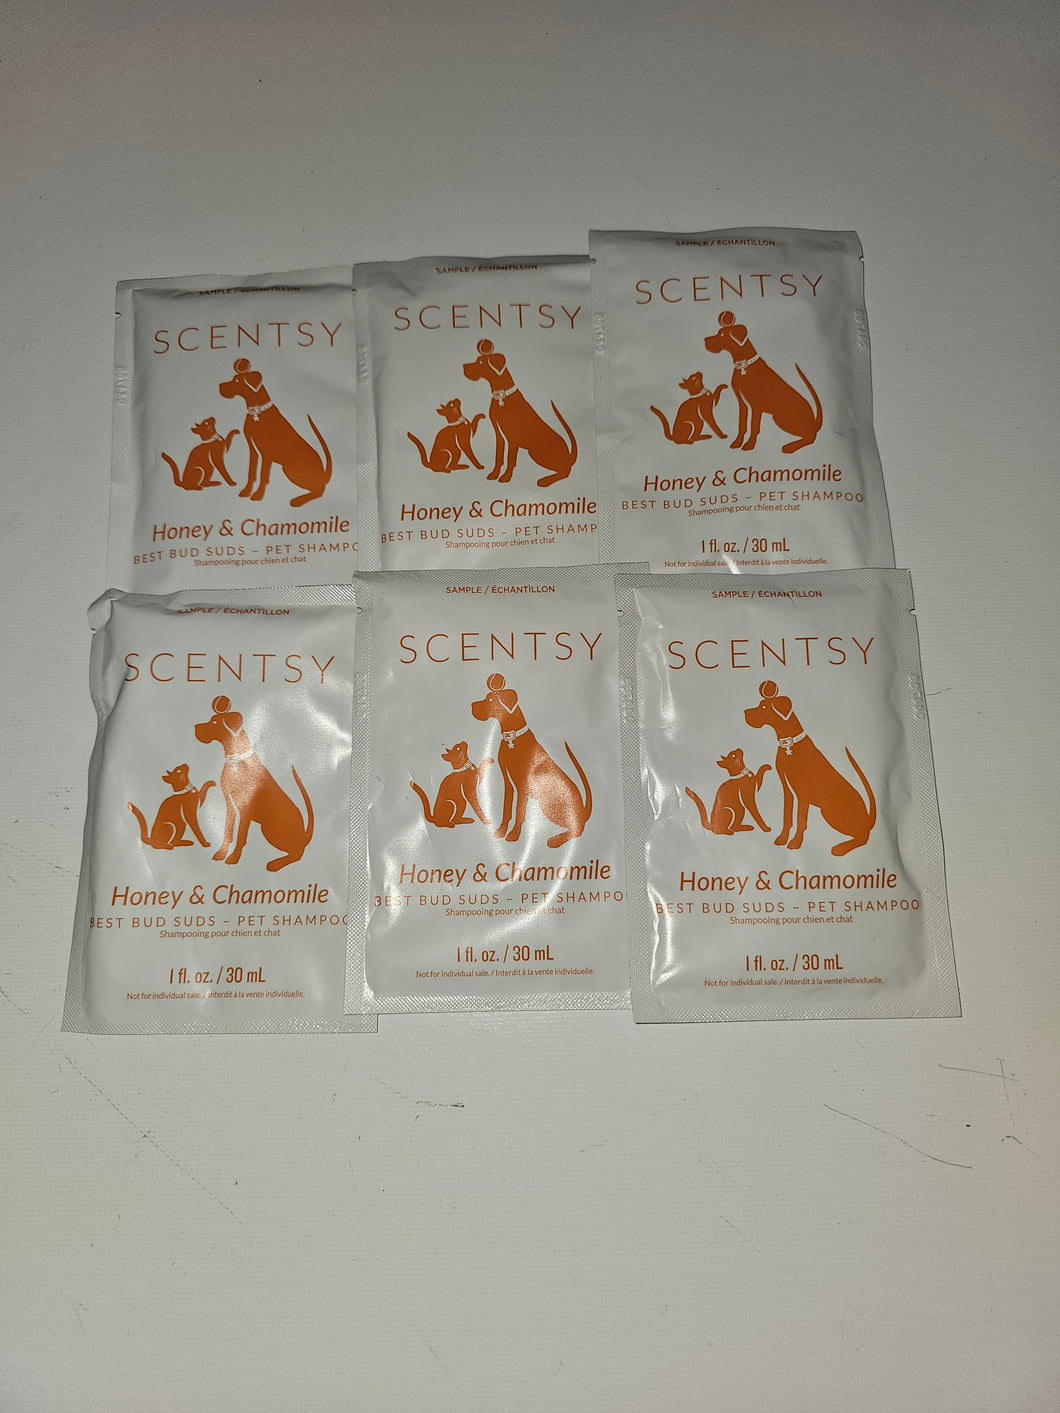 SAMPLE / ÉCHANTILLON
SCENTSY
Honey & Chamomile
BEST BUD SUDS – PET SHAMPO
Shampooing pour chien et chat
SAMPLE / ÉCHANTILLON
SCENTSY
Honey & Chamomile
BEST BUD SUDS – PET SHAMP
Shampooing pour chien et chat
SAMPLE / ÉCHANTILLON
SCENTSY
Honey & Chamomile
BEST BUD SUDS – PET SHAMPOO
Shampooing pour chien et chat
1 fl. oz. / 30 mL
Not for individual sale. / Interdit à la vente individuelle.
SAMPLE / ÉCHANTILLON
SCENTSY
Honey & Chamomile
BEST BUD SUDS – PET SHAMPOO
Shampooing pour chien et chat
1 fl. oz. / 30 mL
Not for individual sale. / Interdit à la vente individuelle.
SAMPLE / ÉCHANTILLON
SCENTSY
Honey & Chamomile
BEST BUD SUDS – PET SHAMPO
Shampooing pour chien et chat
1 fl. oz. / 30 mL
Not for individual sale. / Interdit à la vente individuelle.
SAMPLE / ÉCHANTILLON
SCENTSY
Honey & Chamomile
BEST BUD SUDS – PET SHAMPOO
Shampooing pour chien et chat
1 fl. oz. / 30 mL
Not for individual sale. / Interdit à la vente individuelle.